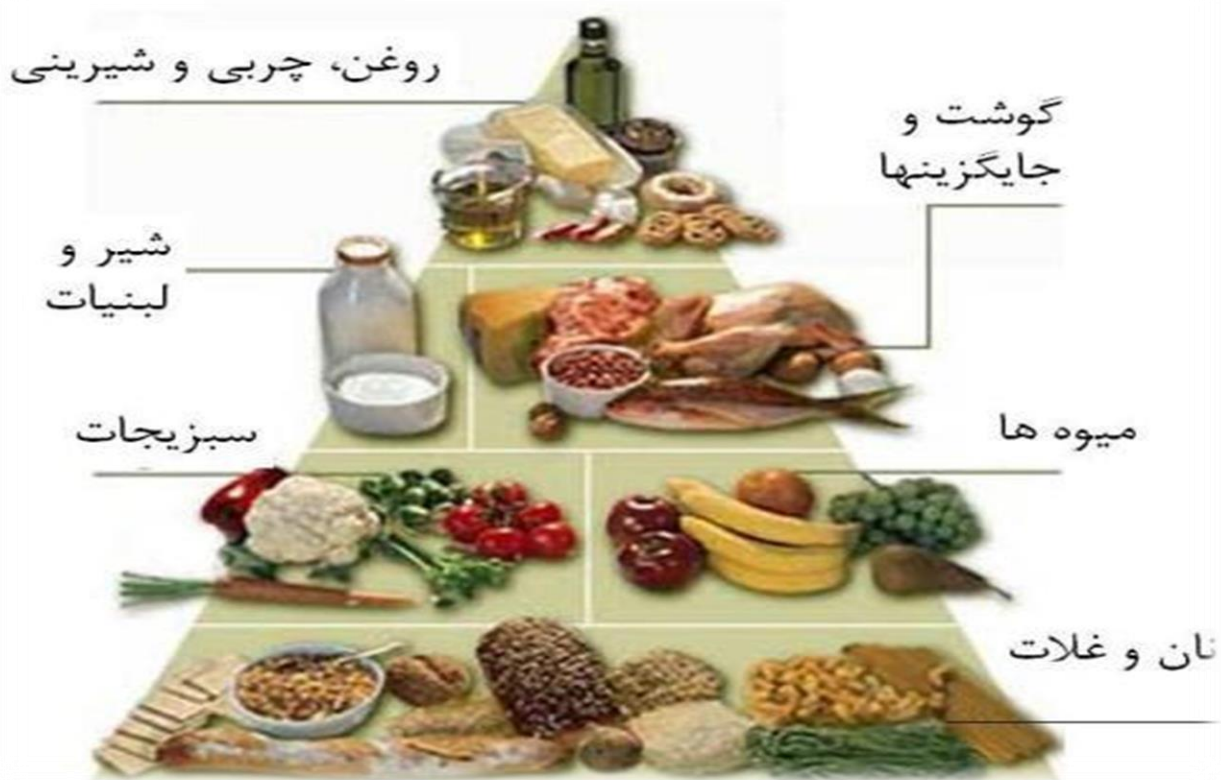 روغن، چربی و شیرینی
گوشت و
جایگزینها
شیر و
لبنیات
سبزیجات
میوه ها
نان و غلات